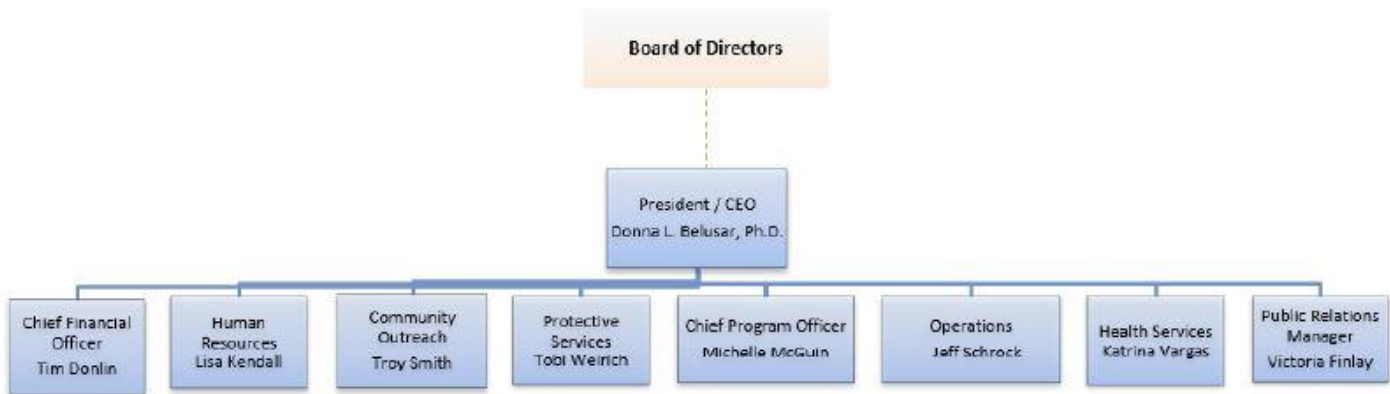 Board of Directors
President / CEO
Donna L. Belusar, Ph.D.
Chief Financial
Officer
Tim Donlin
Human
Resources
Lisa Kendall
Community
Outreach
Troy Smith
Protective
Services
Tobi Weirich
Chief Program Officer
Michelle McGuin
Operations
Jeff Schrock
Health Services
Katrina Vargas
Public Relations
Manager
Victoria Finlay